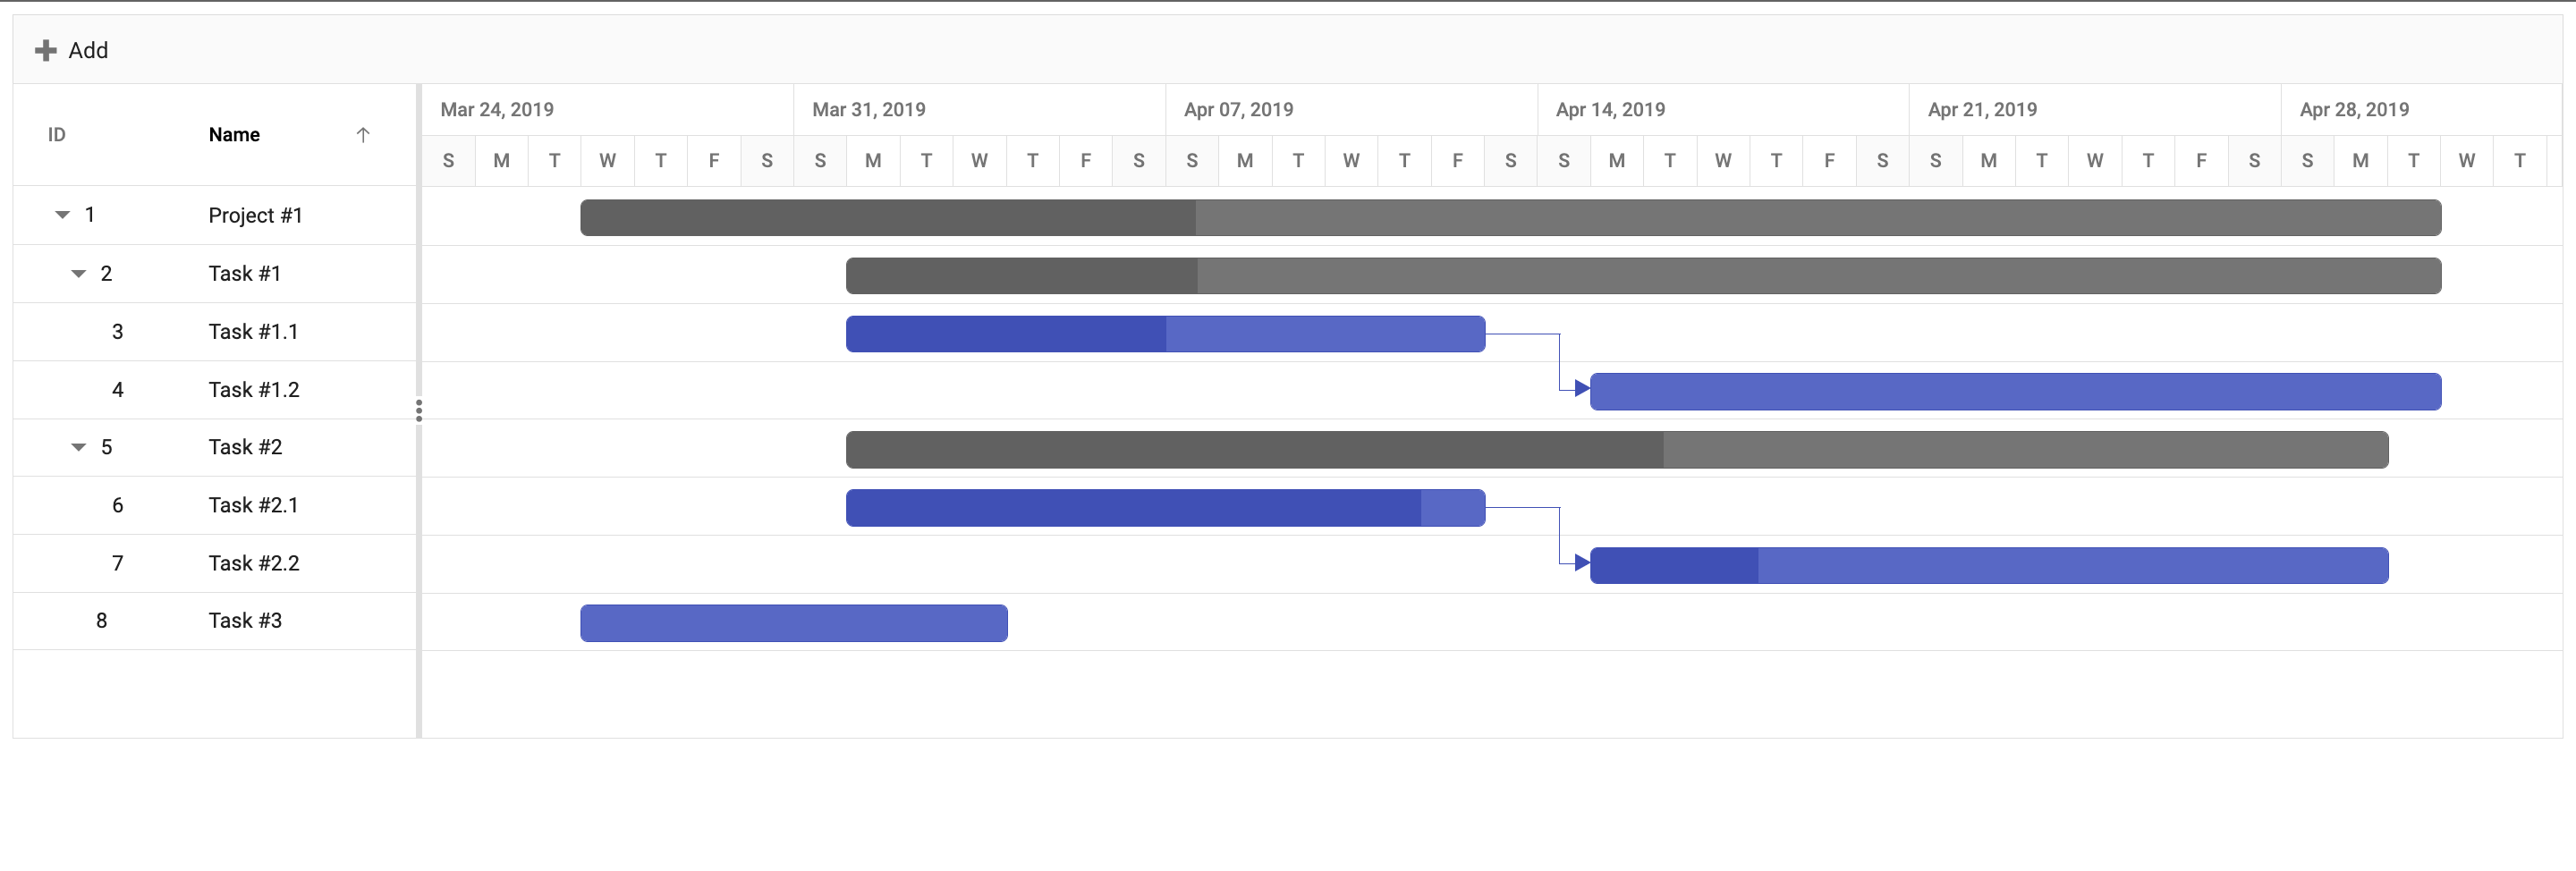 Add
ID Name
Mar 24, 2019 Mar 31, 2019 Apr 07, 2019 Apr 14, 2019 Apr 21, 2019 Apr 28, 2019
S M T W T F S S M T W T F S S M T W T F S S M T W T F S S M T W T F S S M T W T
1 Project #1
2 Task #1
3 Task #1.1
4 Task #1.2
5 Task #2
6 Task #2.1
7 Task #2.2
8 Task #3